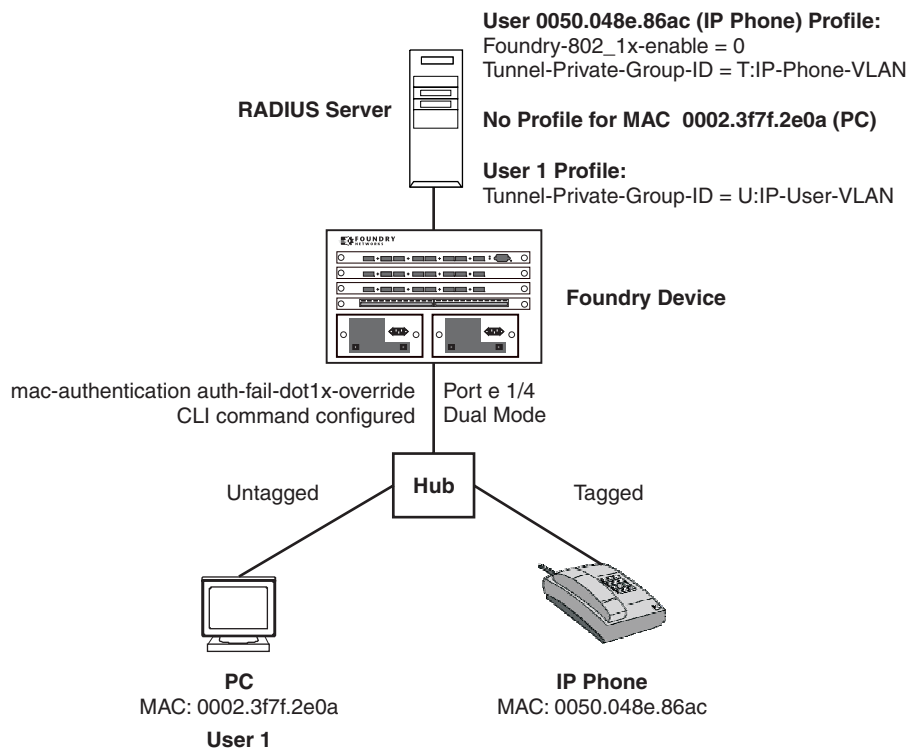 User 0050.048e.86ac (IP Phone) Profile:
Foundry-802_1x-enable = 0
Tunnel-Private-Group-ID = T:IP-Phone-VLAN
RADIUS Server
No Profile for MAC 0002.3f7f.2e0a (PC)
User 1 Profile:
Tunnel-Private-Group-ID = U:IP-User-VLAN
FOUNDRY
NETWORKS
Foundry Device
mac-authentication auth-fail-dot1x-override
CLI command configured
Port e 1/4
Dual Mode
Untagged
Hub
Tagged
PC
MAC: 0002.3f7f.2e0a
User 1
IP Phone
MAC: 0050.048e.86ac